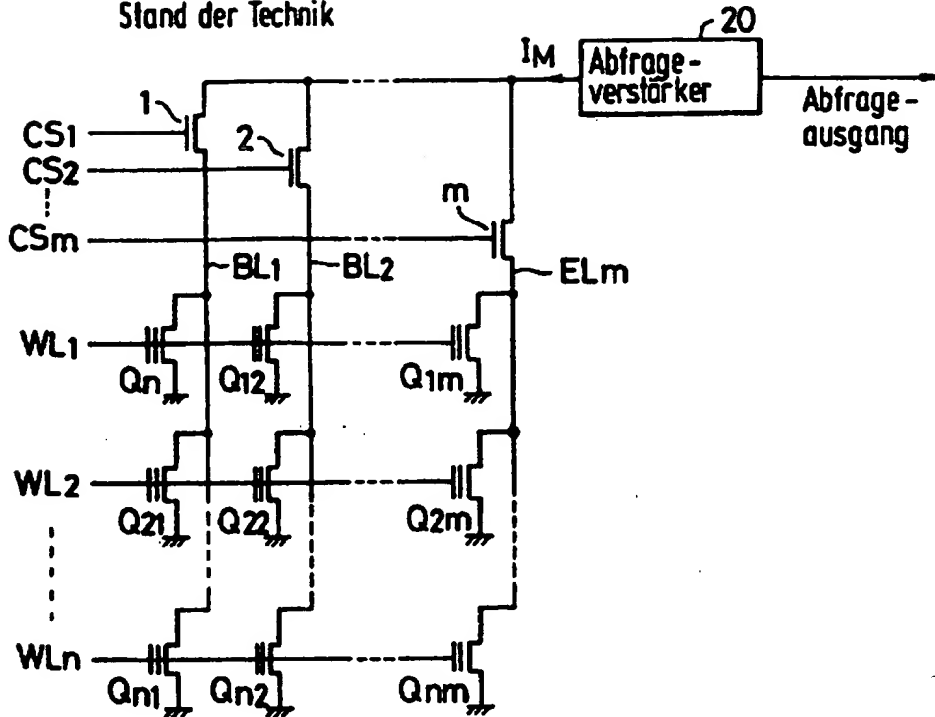 Stand der Technik
20
I_M
Abfrage-
verstärker
Abfrage-
ausgang
1
CS1
2
CS2
m
CSm
BL1
BL2
ELm
WL1
Qn
Q12
Q1m
WL2
Q21
Q22
Q2m
WLn
Qn1
Qn2
Qnm